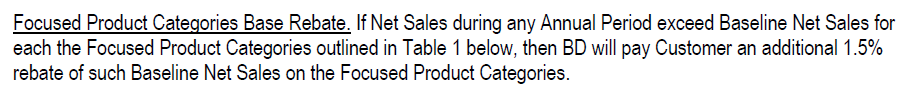 Focused Product Categories Base Rebate. If Net Sales during any Annual Period exceed Baseline Net Sales for
each the Focused Product Categories outlined in Table 1 below, then BD will pay Customer an additional 1.5%
rebate of such Baseline Net Sales on the Focused Product Categories.